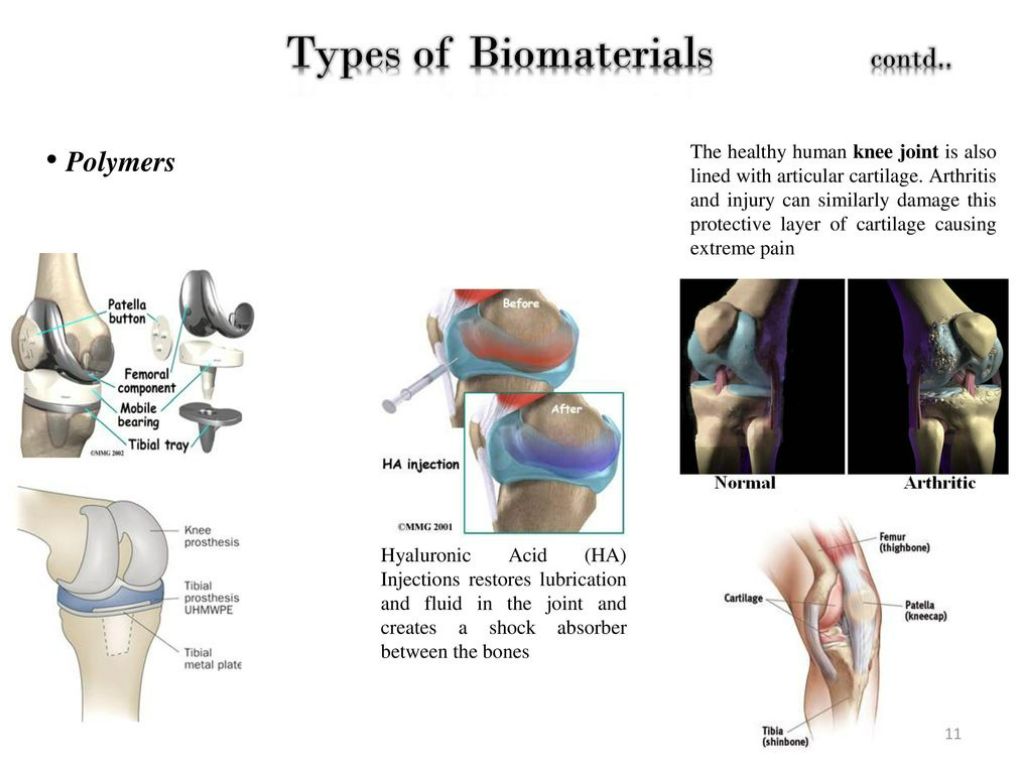 Types of Biomaterials contd..
• Polymers
The healthy human knee joint is also
lined with articular cartilage. Arthritis
and injury can similarly damage this
protective layer of cartilage causing
extreme pain
Patella
button
Femoral
component
Mobile
bearing
Tibial tray
©MMG 2002
Before
After
HA injection
©MMG 2001
Normal
Arthritic
Knee
prosthesis
Tibial
prosthesis
UHMWPE
Tibial
metal plate
Hyaluronic Acid (HA)
Injections restores lubrication
and fluid in the joint and
creates a shock absorber
between the bones
Femur
(thighbone)
Cartilage
Patella
(kneecap)
Tibia
(shinbone)
11